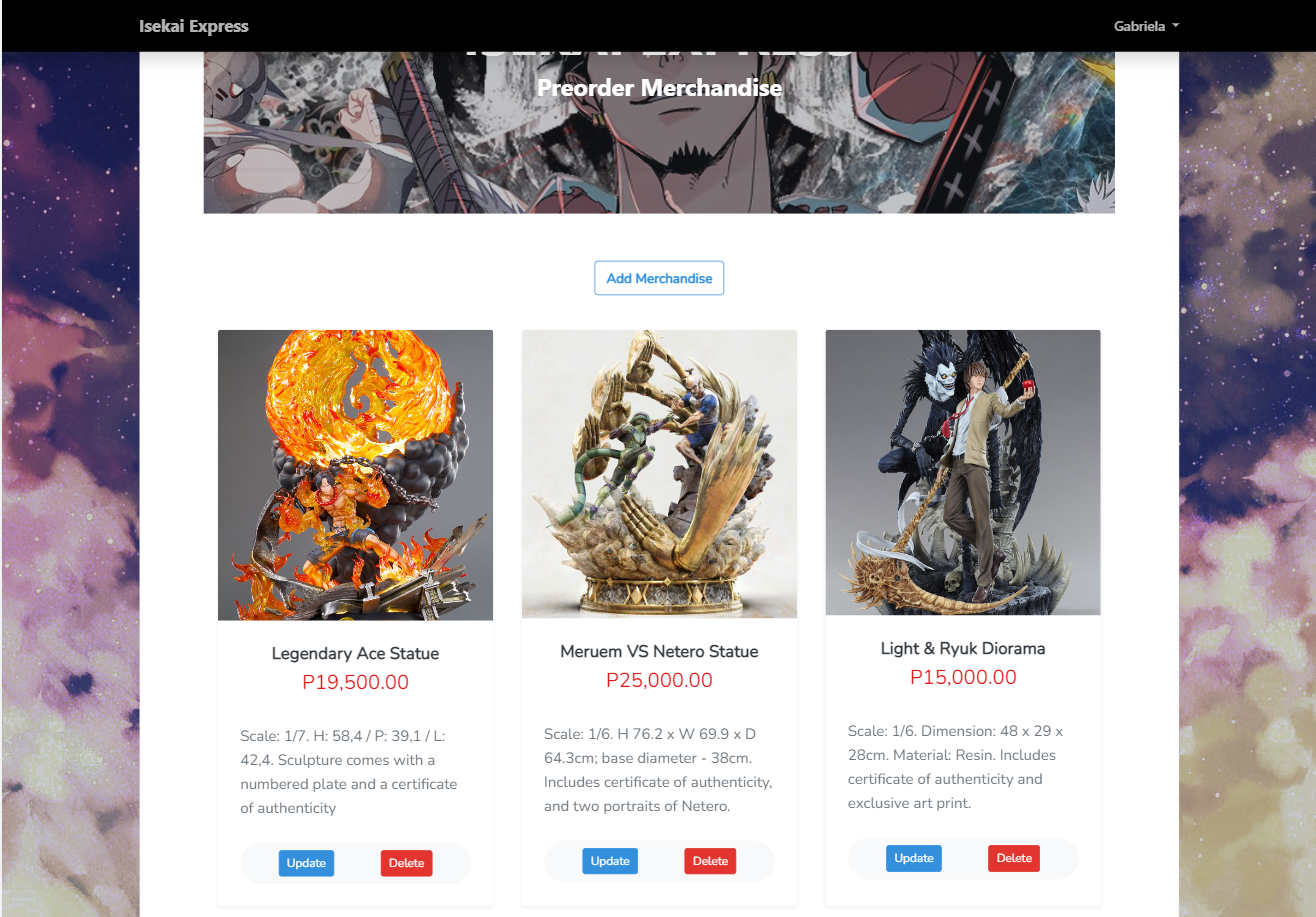 Isekai Express
Gabriela
Preorder Merchandise
Add Merchandise
Legendary Ace Statue
P19,500.00
Scale: 1/7. H: 58,4 / P: 39,1 / L:
42,4. Sculpture comes with a
numbered plate and a certificate
of authenticity
Update
Delete
Meruem VS Netero Statue
P25,000.00
Scale: 1/6. H 76.2 x W 69.9 x D
64.3cm; base diameter - 38cm.
Includes certificate of authenticity,
and two portraits of Netero.
Update
Delete
Light & Ryuk Diorama
P15,000.00
Scale: 1/6. Dimension: 48 x 29 x
28cm. Material: Resin. Includes
certificate of authenticity and
exclusive art print.
Update
Delete